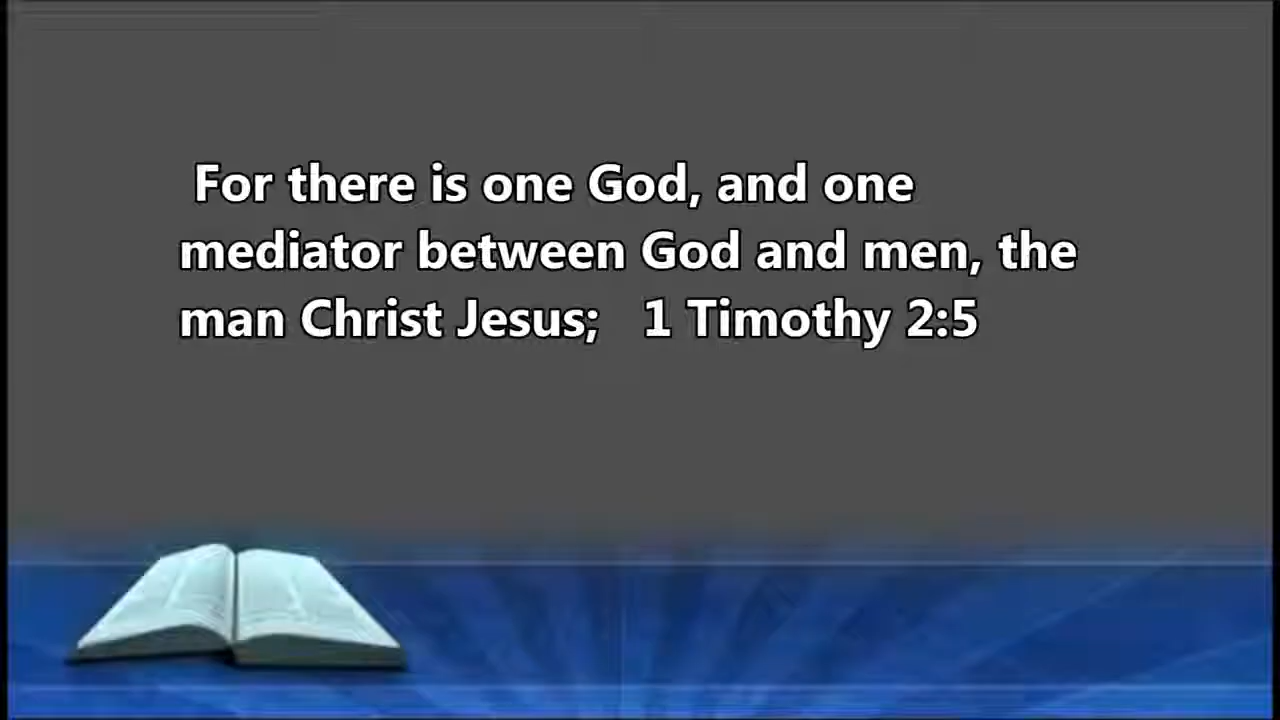 For there is one God, and one
mediator between God and men, the
man Christ Jesus;   1 Timothy 2:5